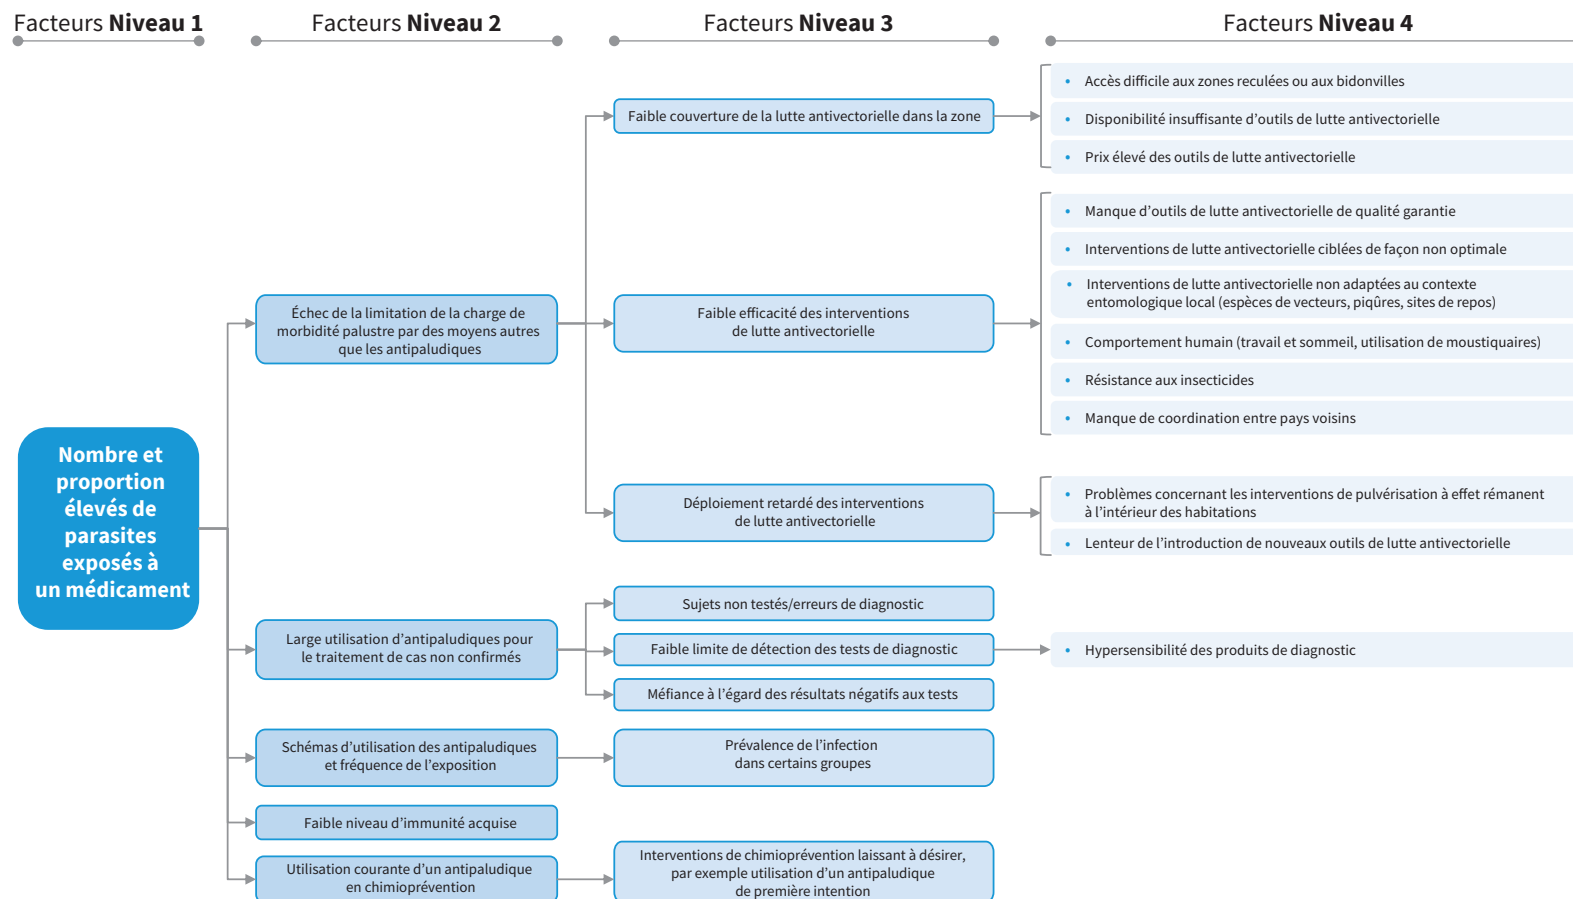 Facteurs Niveau 1
Facteurs Niveau 2
Facteurs Niveau 3
Facteurs Niveau 4
Nombre et
proportion
élevés de
parasites
exposés à
un médicament
Échec de la limitation de la charge de
morbidité palustre par des moyens autres
que les antipaludiques
Faible couverture de la lutte antivectorielle dans la zone
• Accès difficile aux zones reculées ou aux bidonvilles
• Disponibilité insuffisante d’outils de lutte antivectorielle
• Prix élevé des outils de lutte antivectorielle
Faible efficacité des interventions
de lutte antivectorielle
• Manque d’outils de lutte antivectorielle de qualité garantie
• Interventions de lutte antivectorielle ciblées de façon non optimale
• Interventions de lutte antivectorielle non adaptées au contexte
entomologique local (espèces de vecteurs, piqûres, sites de repos)
• Comportement humain (travail et sommeil, utilisation de moustiquaires)
• Résistance aux insecticides
• Manque de coordination entre pays voisins
Déploiement retardé des interventions
de lutte antivectorielle
• Problèmes concernant les interventions de pulvérisation à effet rémanent
à l’intérieur des habitations
• Lenteur de l’introduction de nouveaux outils de lutte antivectorielle
Large utilisation d’antipaludiques pour
le traitement de cas non confirmés
Sujets non testés/erreurs de diagnostic
Faible limite de détection des tests de diagnostic
• Hypersensibilité des produits de diagnostic
Méfiance à l’égard des résultats négatifs aux tests
Schémas d’utilisation des antipaludiques
et fréquence de l’exposition
Prévalence de l’infection
dans certains groupes
Faible niveau d’immunité acquise
Utilisation courante d’un antipaludique
en chimioprévention
Interventions de chimioprévention laissant à désirer,
par exemple utilisation d’un antipaludique
de première intention